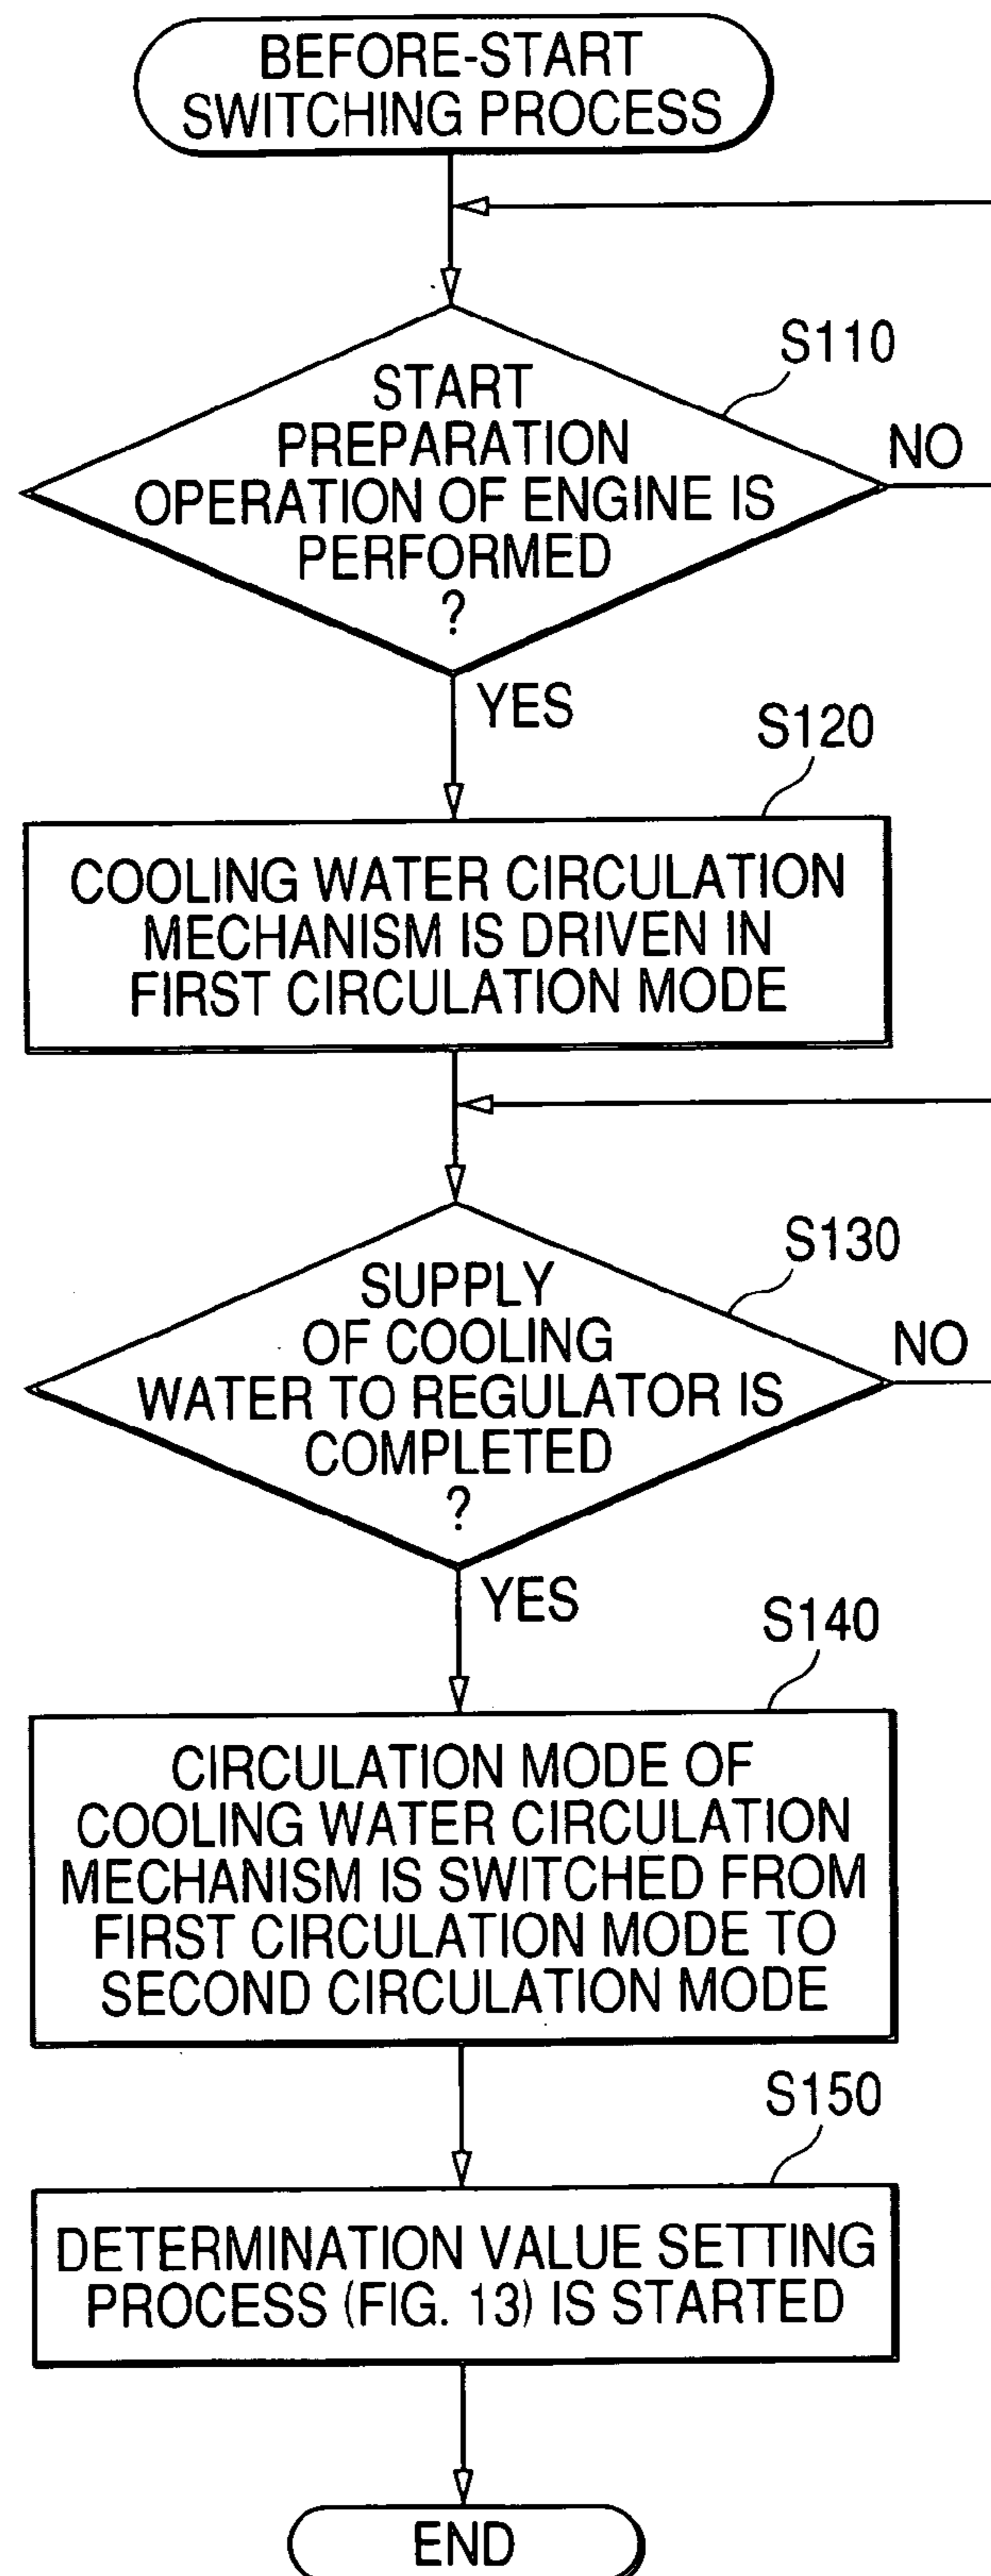 BEFORE-START
SWITCHING PROCESS
S110
START
PREPARATION
OPERATION OF ENGINE IS
PERFORMED
?
NO
YES
S120
COOLING WATER CIRCULATION
MECHANISM IS DRIVEN IN
FIRST CIRCULATION MODE
S130
SUPPLY
OF COOLING
WATER TO REGULATOR IS
COMPLETED
?
NO
YES
S140
CIRCULATION MODE OF
COOLING WATER CIRCULATION
MECHANISM IS SWITCHED FROM
FIRST CIRCULATION MODE TO
SECOND CIRCULATION MODE
S150
DETERMINATION VALUE SETTING
PROCESS (FIG. 13) IS STARTED
END